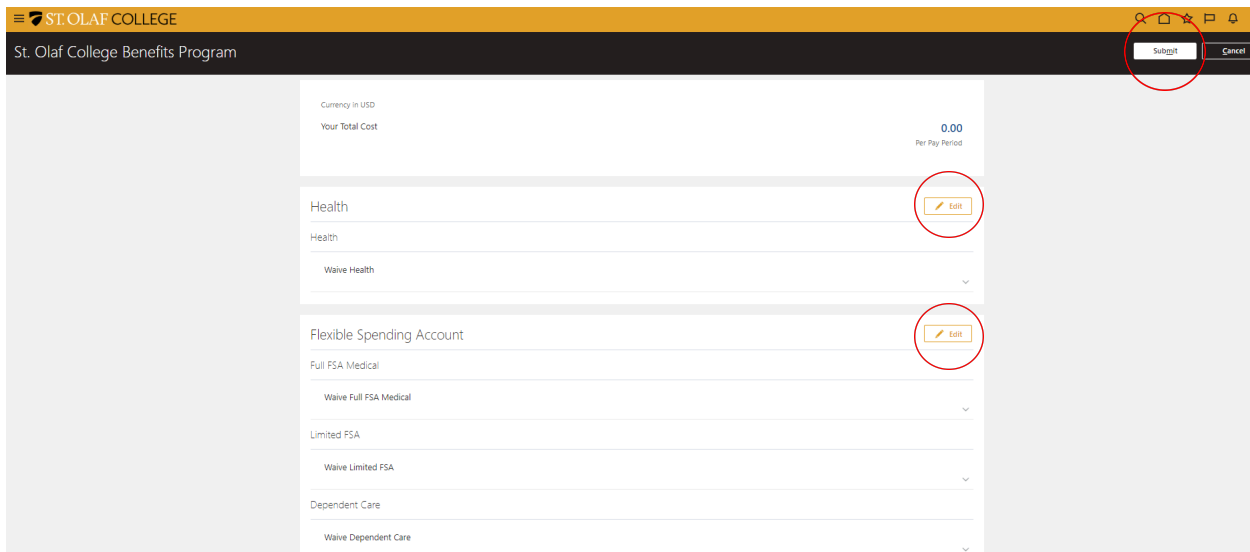 ST. OLAF COLLEGE
St. Olaf College Benefits Program
Submit
Cancel
Currency in USD
Your Total Cost
0.00
Per Pay Period
Health
Edit
Health
Waive Health
Flexible Spending Account
Edit
Full FSA Medical
Waive Full FSA Medical
Limited FSA
Waive Limited FSA
Dependent Care
Waive Dependent Care